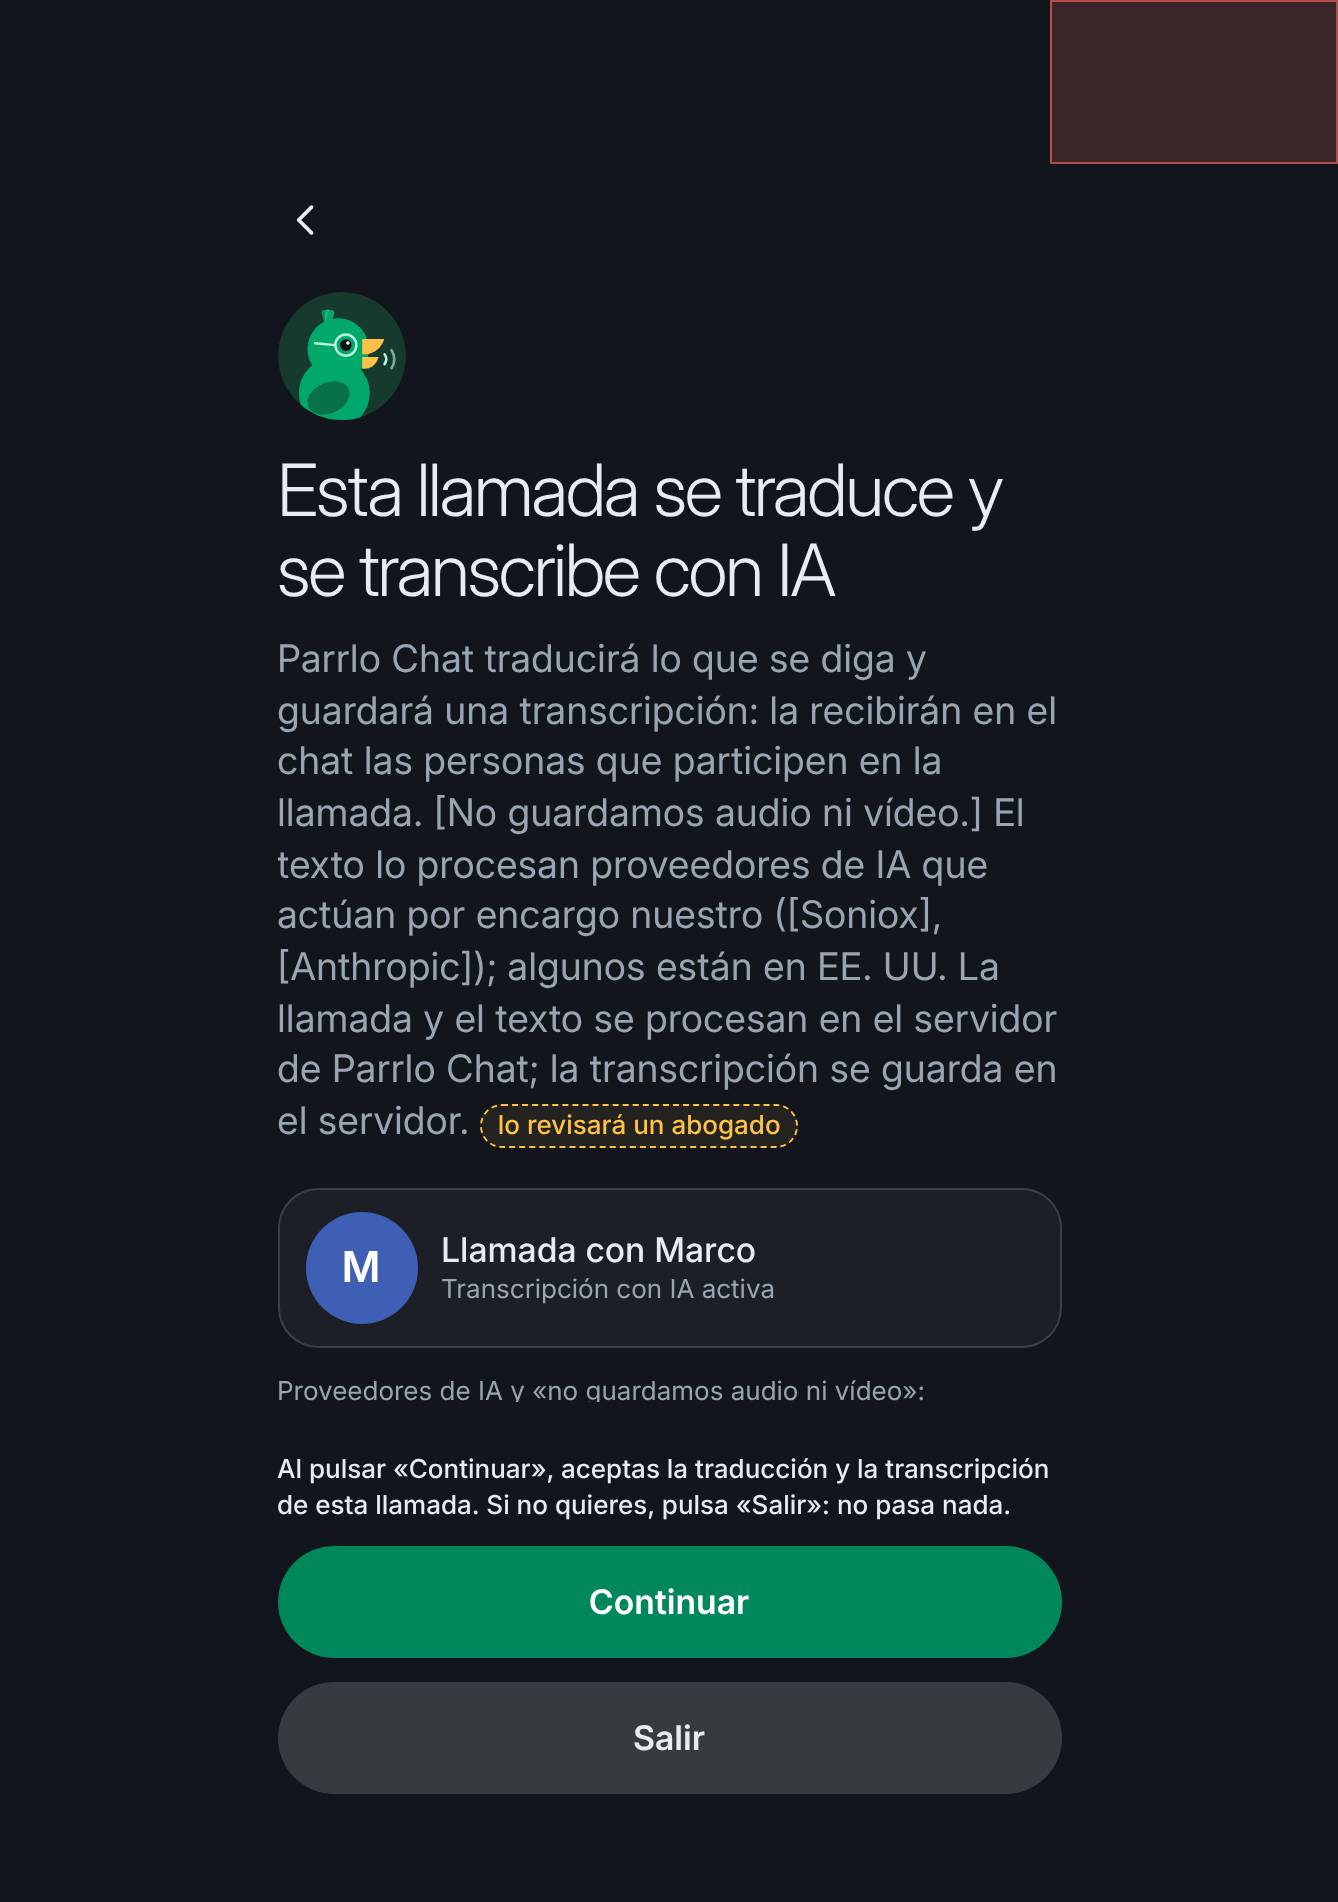 Esta llamada se traduce y
se transcribe con IA
Parrlo Chat traducirá lo que se diga y
guardará una transcripción: la recibirán en el
chat las personas que participen en la
llamada. [No guardamos audio ni vídeo.] El
texto lo procesan proveedores de IA que
actúan por encargo nuestro ([Soniox],
[Anthropic]); algunos están en EE. UU. La
llamada y el texto se procesan en el servidor
de Parrlo Chat; la transcripción se guarda en
el servidor. lo revisará un abogado
M
Llamada con Marco
Transcripción con IA activa
Proveedores de IA y «no guardamos audio ni vídeo»:
Al pulsar «Continuar», aceptas la traducción y la transcripción
de esta llamada. Si no quieres, pulsa «Salir»: no pasa nada.
Continuar
Salir